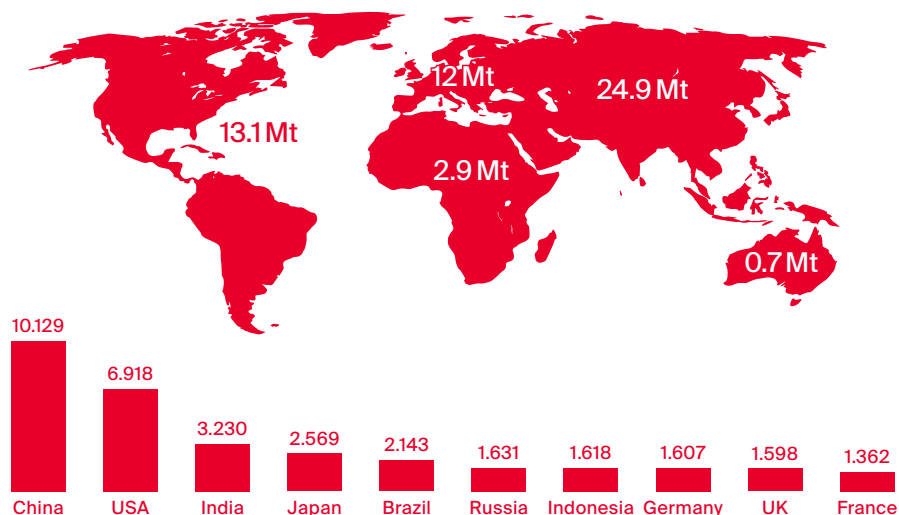 12 Mt
24.9 Mt
13.1 Mt
2.9 Mt
0.7 Mt
10.129
6.918
3.230
2.569
2.143
1.631
1.618
1.607
1.598
1.362
China
USA
India
Japan
Brazil
Russia
Indonesia
Germany
UK
France